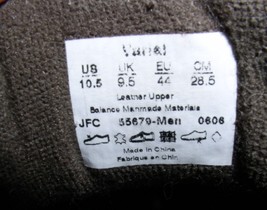 US UK EU CM
10.5 9.5 44 28.5
Leather Upper
Balance Manmade Materials
JFC 55679-Men 0606
Made in China
Fabriqué en Chin